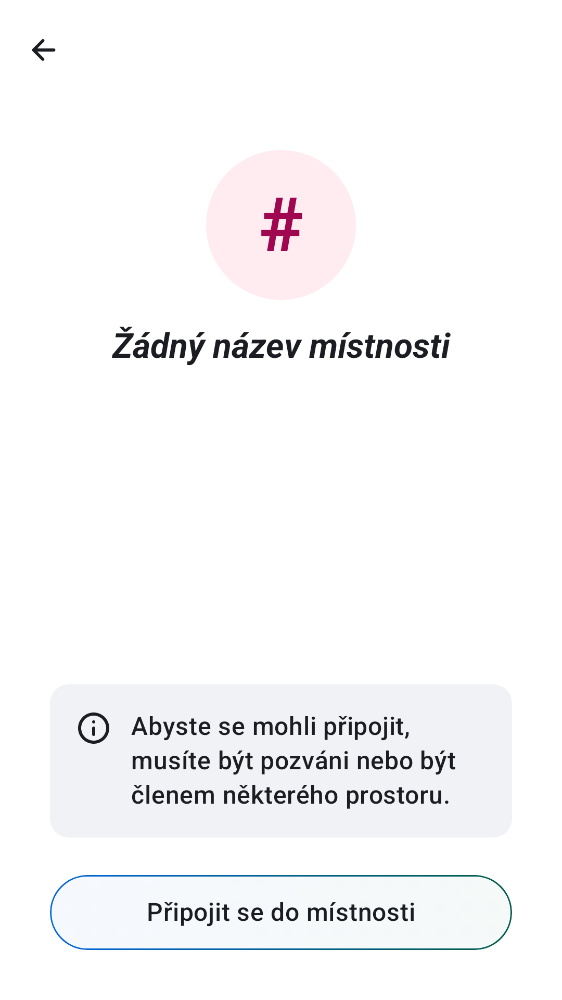 #
Žádný název místnosti
Abyste se mohli připojit,
musíte být pozváni nebo být
členem některého prostoru.
Připojit se do místnosti